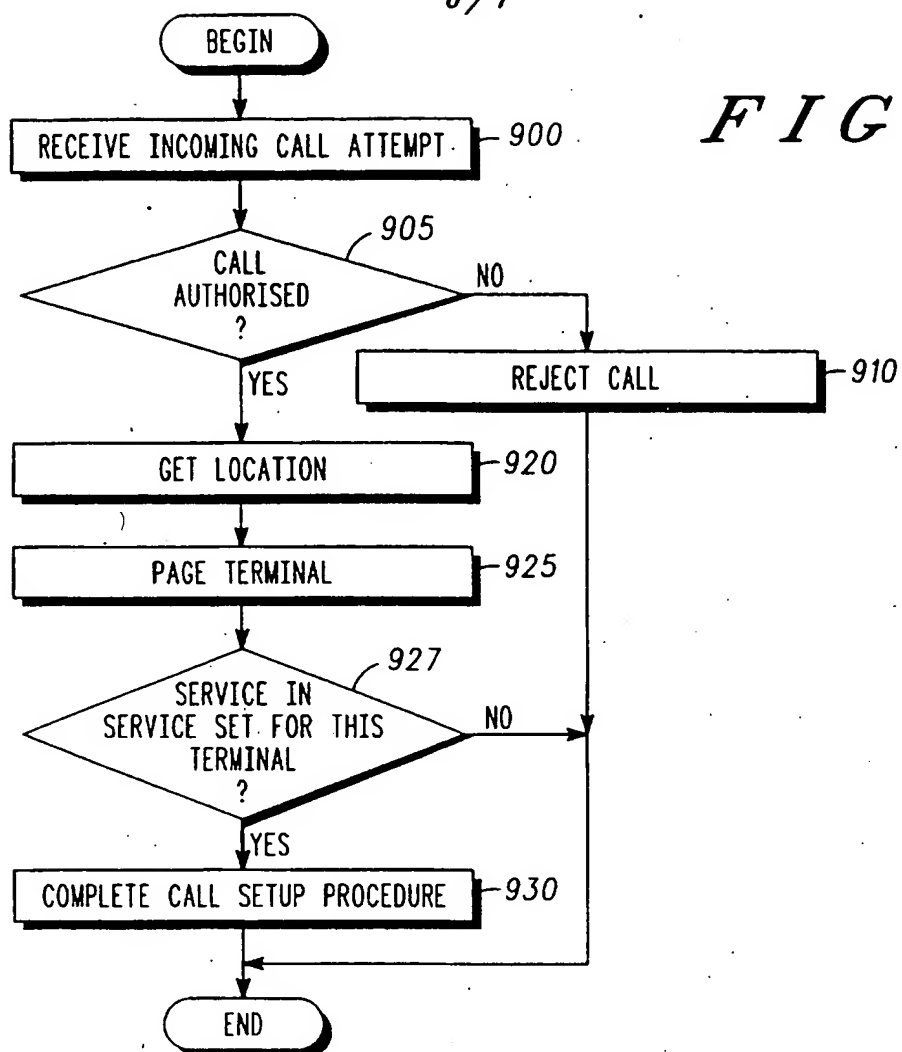 BEGIN
FIG
RECEIVE INCOMING CALL ATTEMPT
900
905
CALL
AUTHORISED
?
NO
YES
REJECT CALL
910
GET LOCATION
920
PAGE TERMINAL
925
927
SERVICE IN
SERVICE SET FOR THIS
TERMINAL
?
NO
YES
COMPLETE CALL SETUP PROCEDURE
930
END